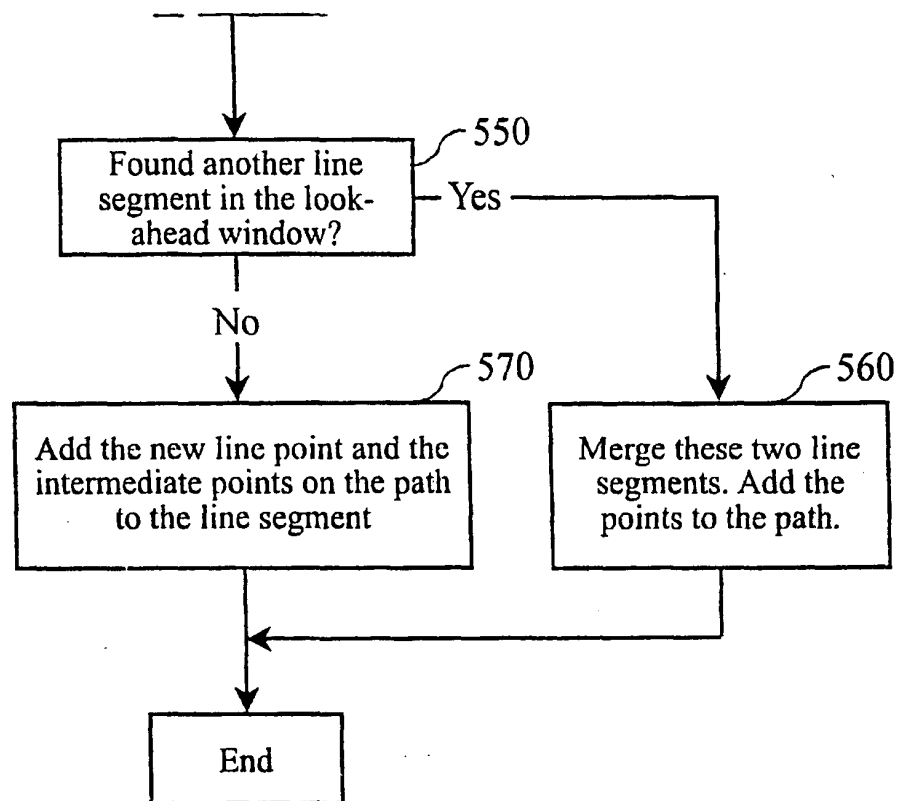 550
Found another line
segment in the look-
ahead window?
Yes
No
570
560
Add the new line point and the
intermediate points on the path
to the line segment
Merge these two line
segments. Add the
points to the path.
End